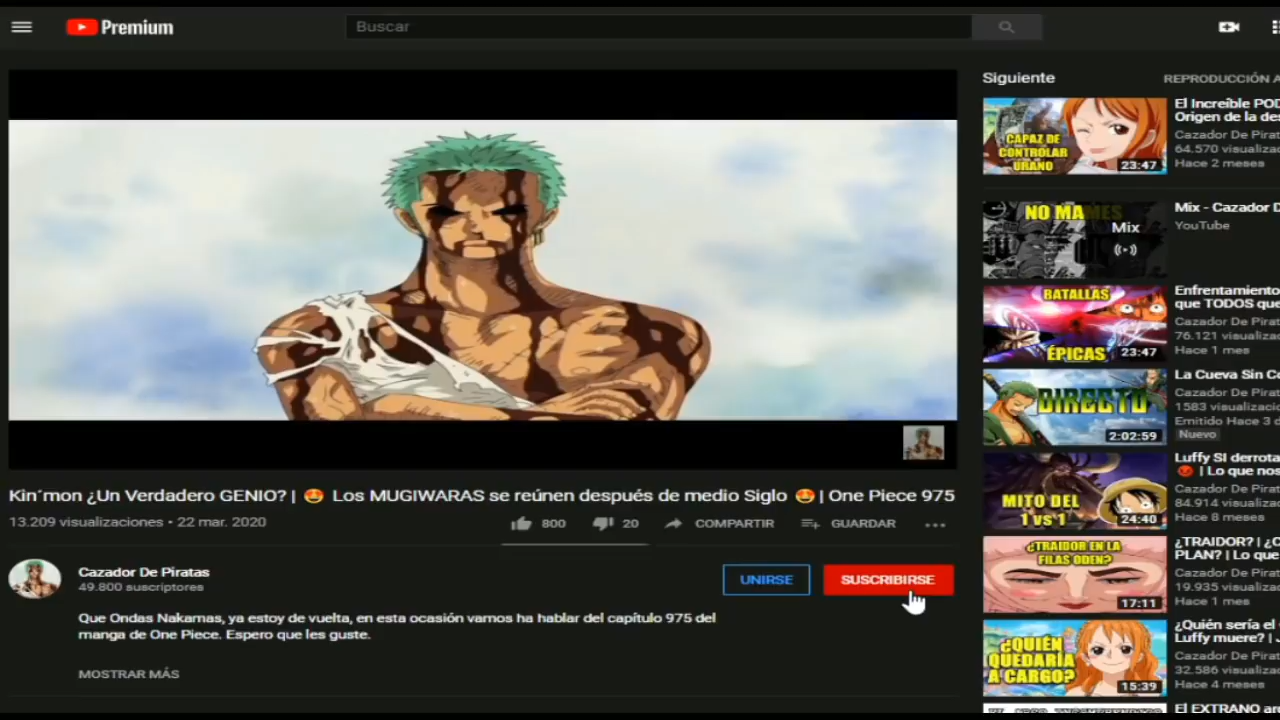 Premium
Buscar
Kin´mon ¿Un Verdadero GENIO? | 🤩 Los MUGIWARAS se reúnen después de medio Siglo 🤩 | One Piece 975
13.209 visualizaciones • 22 mar. 2020
800
20
COMPARTIR
GUARDAR
Cazador De Piratas
49.800 suscriptores
UNIRSE
SUSCRIBIRSE
Que Ondas Nakamas, ya estoy de vuelta, en esta ocasión vamos ha hablar del capítulo 975 del
manga de One Piece. Espero que les guste.
MOSTRAR MÁS
Siguiente
REPRODUCCIÓN A
CAPAZ DE
CONTROLAR
URANO
23:47
El Increíble POD
Origen de la des
Cazador De Pirat
64.570 visualiza
Hace 2 meses
NO MAMES
Mix
Mix - Cazador D
YouTube
BATALLAS
ÉPICAS
23:47
Enfrentamiento
que TODOS que
Cazador De Pirat
76.121 visualiza
Hace 1 mes
DIRECTO
2:02:59
La Cueva Sin Co
Cazador De Pirat
1583 visualizacio
Emitido Hace 3 d
Nuevo
MITO DEL
1 vs 1
24:40
Luffy SI derrota
😡 | Lo que nos
Cazador De Pirat
84.914 visualiza
Hace 8 meses
¿TRAIDOR EN LA
FILAS ODEN?
17:11
¿TRAIDOR? | ¿C
PLAN? | Lo que
Cazador De Pirat
19.935 visualiza
Hace 1 mes
¿QUIÉN
QUEDARÍA
A CARGO?
15:39
¿Quién sería el
Luffy muere? | J
Cazador De Pirat
32.586 visualiza
Hace 4 meses
El EXTRAÑO ar